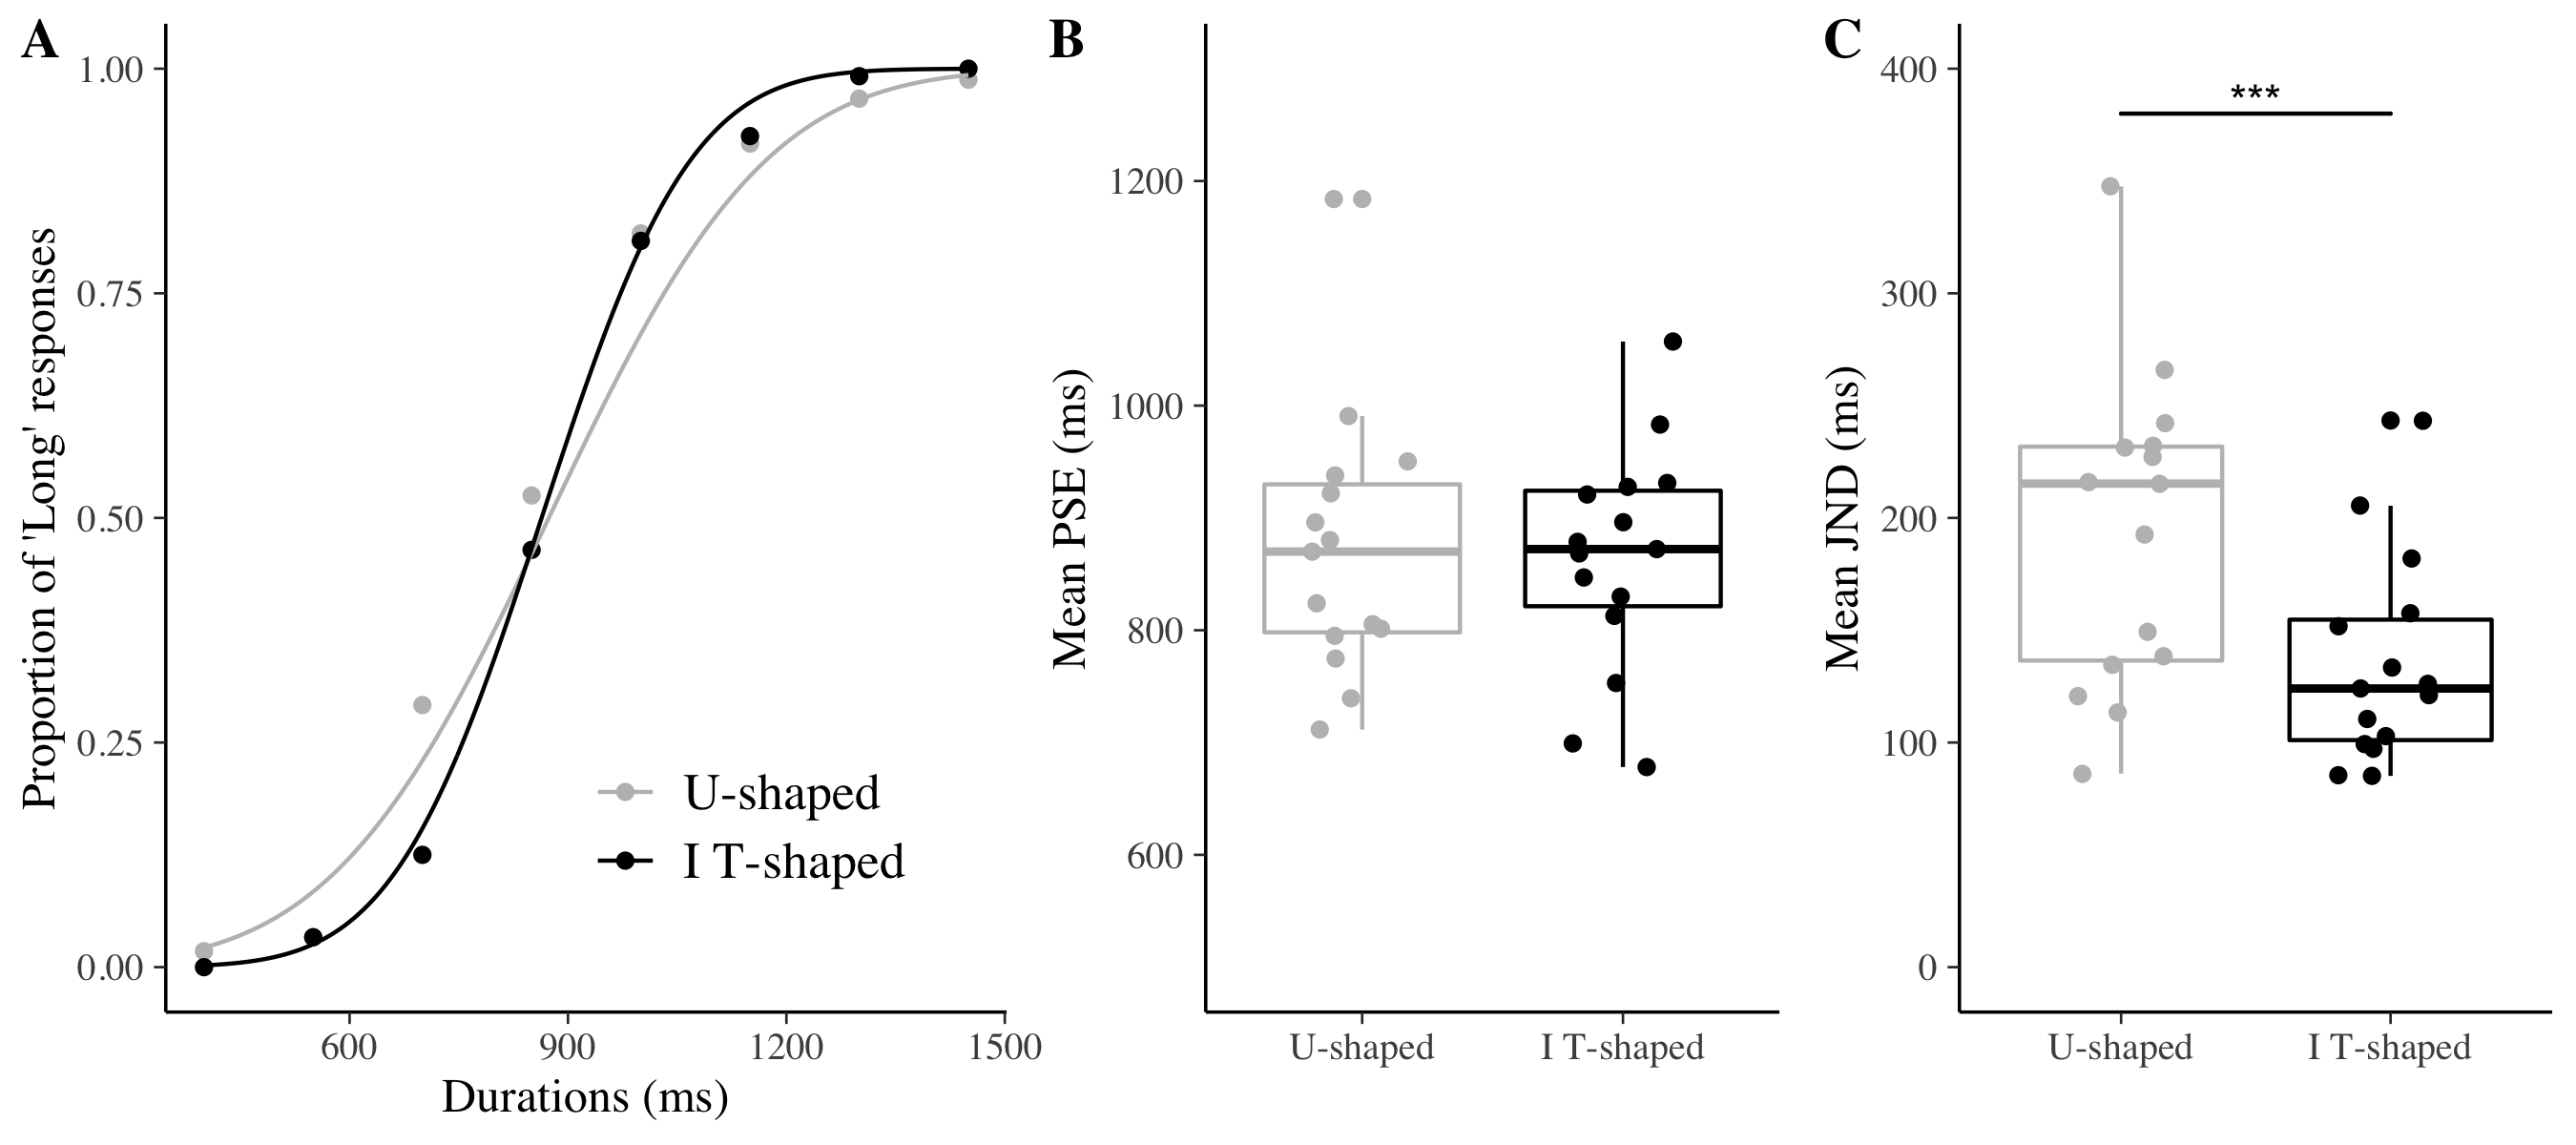 A
Proportion of 'Long' responses
1.00
0.75
0.50
0.25
0.00
600 900 1200 1500
Durations (ms)
U-shaped
I T-shaped
B
Mean PSE (ms)
1200
1000
800
600
U-shaped I T-shaped
C
Mean JND (ms)
400
300
200
100
0
***
U-shaped I T-shaped